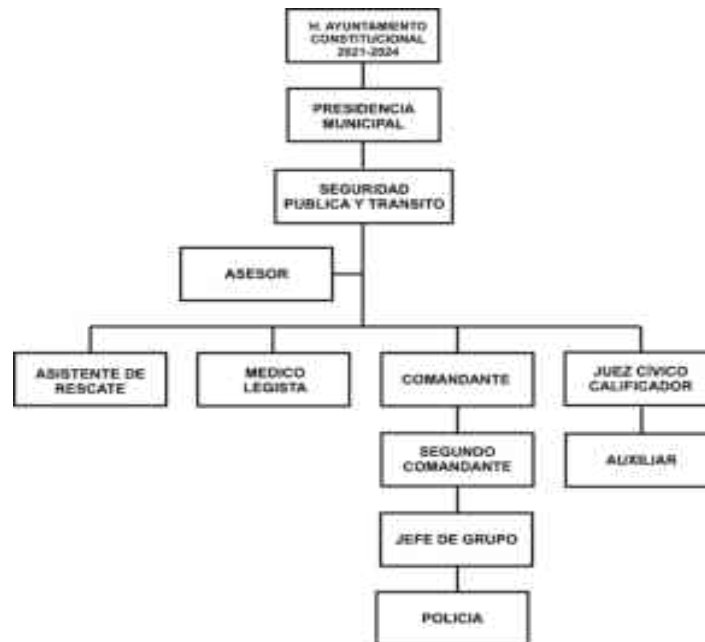 H. AYUNTAMIENTO
CONSTITUCIONAL
2021-2024
PRESIDENCIA
MUNICIPAL
SEGURIDAD
PUBLICA Y TRANSITO
ASESOR
ASISTENTE DE
RESCATE
MEDICO
LEGISTA
COMANDANTE
JUEZ CÍVICO
CALIFICADOR
SEGUNDO
COMANDANTE
AUXILIAR
JEFE DE GRUPO
POLICIA